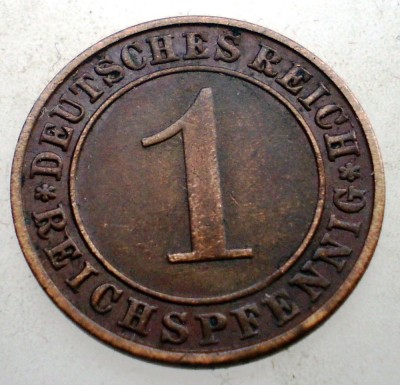 *DEUTSCHES REICH*
1
REICHSPFENNIG